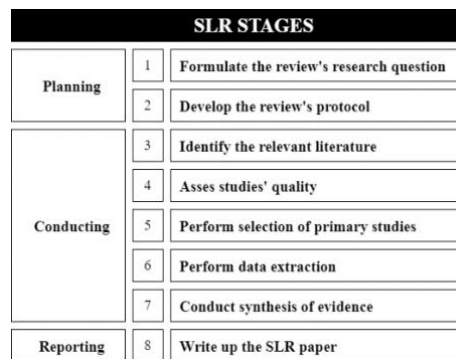 SLR STAGES
Planning
1 Formulate the review's research question
2 Develop the review's protocol
Conducting
3 Identify the relevant literature
4 Asses studies' quality
5 Perform selection of primary studies
6 Perform data extraction
7 Conduct synthesis of evidence
Reporting
8 Write up the SLR paper